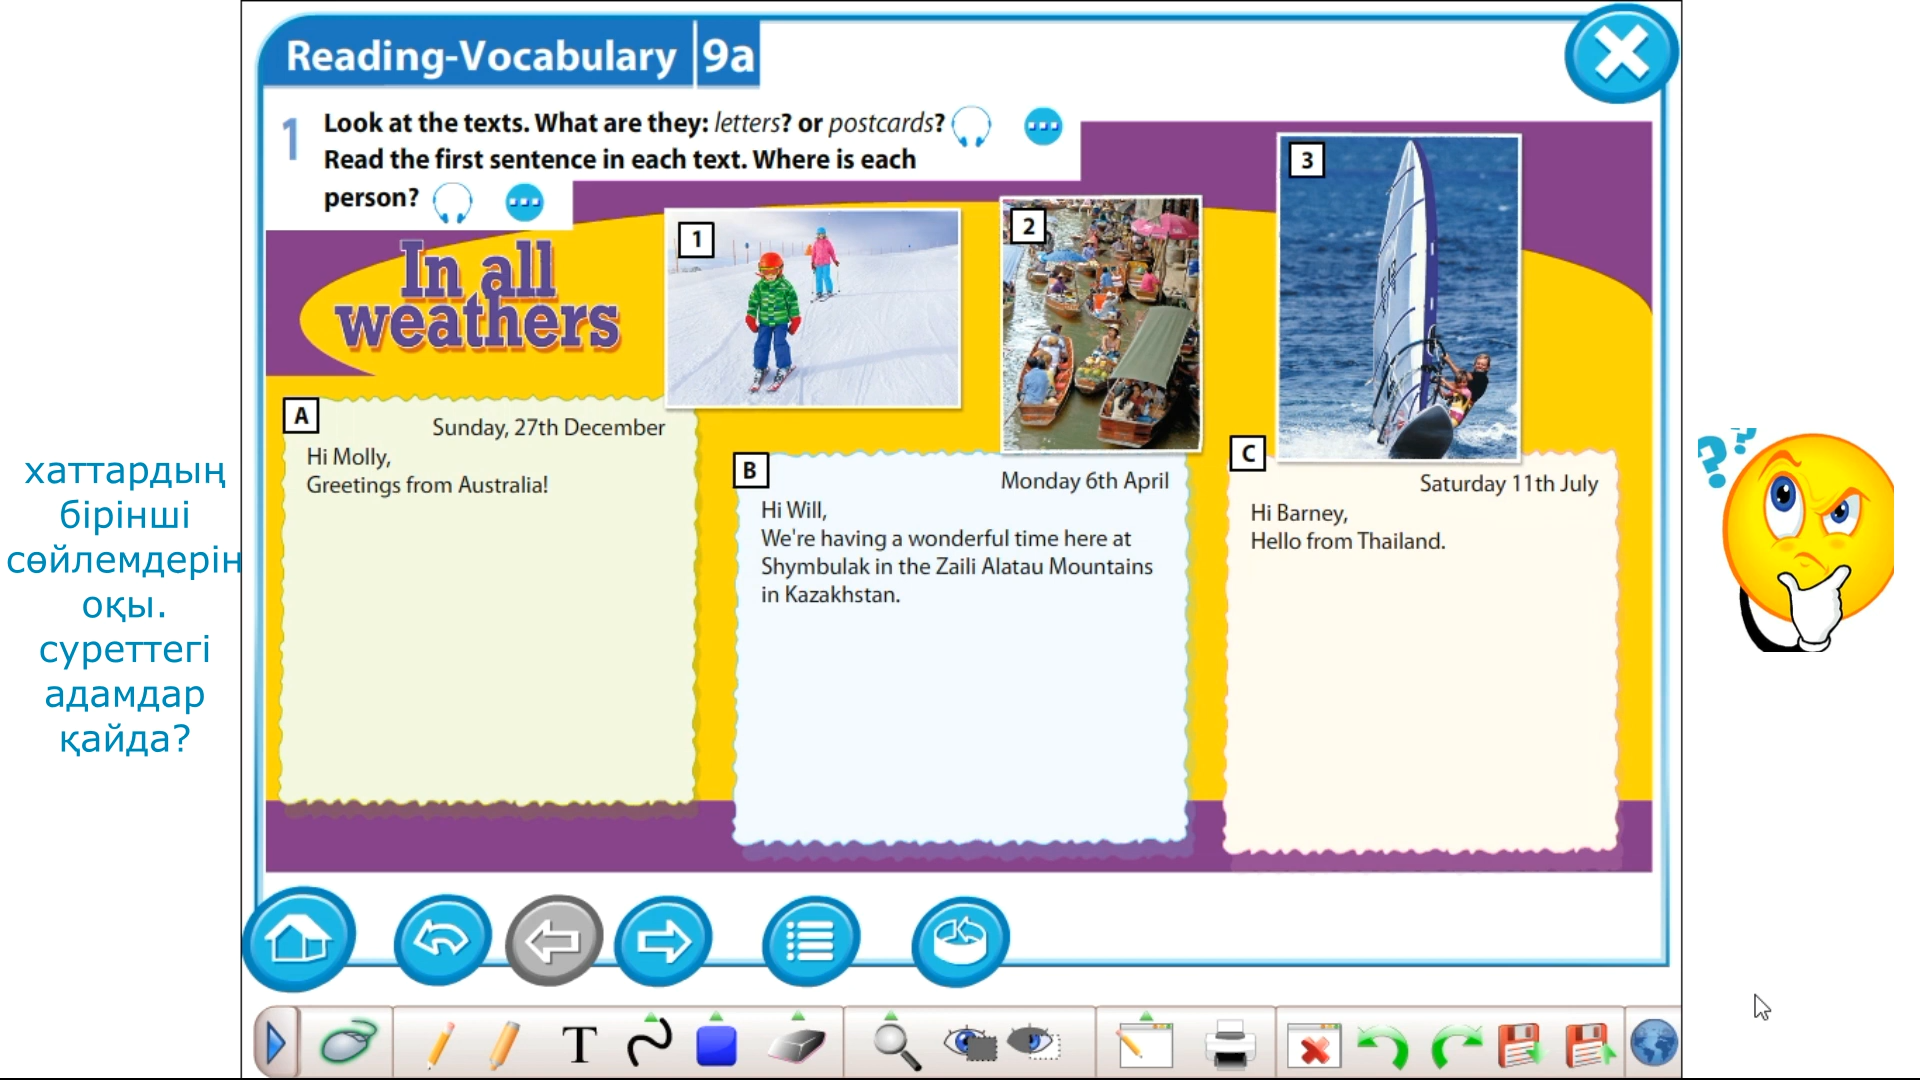 Reading-Vocabulary 9a
1 Look at the texts. What are they: letters? or postcards?
Read the first sentence in each text. Where is each
person?
In all
weathers
1
2
3
A
Sunday, 27th December
Hi Molly,
Greetings from Australia!
B
Monday 6th April
Hi Will,
We're having a wonderful time here at
Shymbulak in the Zaili Alatau Mountains
in Kazakhstan.
C
Saturday 11th July
Hi Barney,
Hello from Thailand.
хаттардың
бірінші
сөйлемдерін
оқы.
суреттегі
адамдар
қайда?
???
T